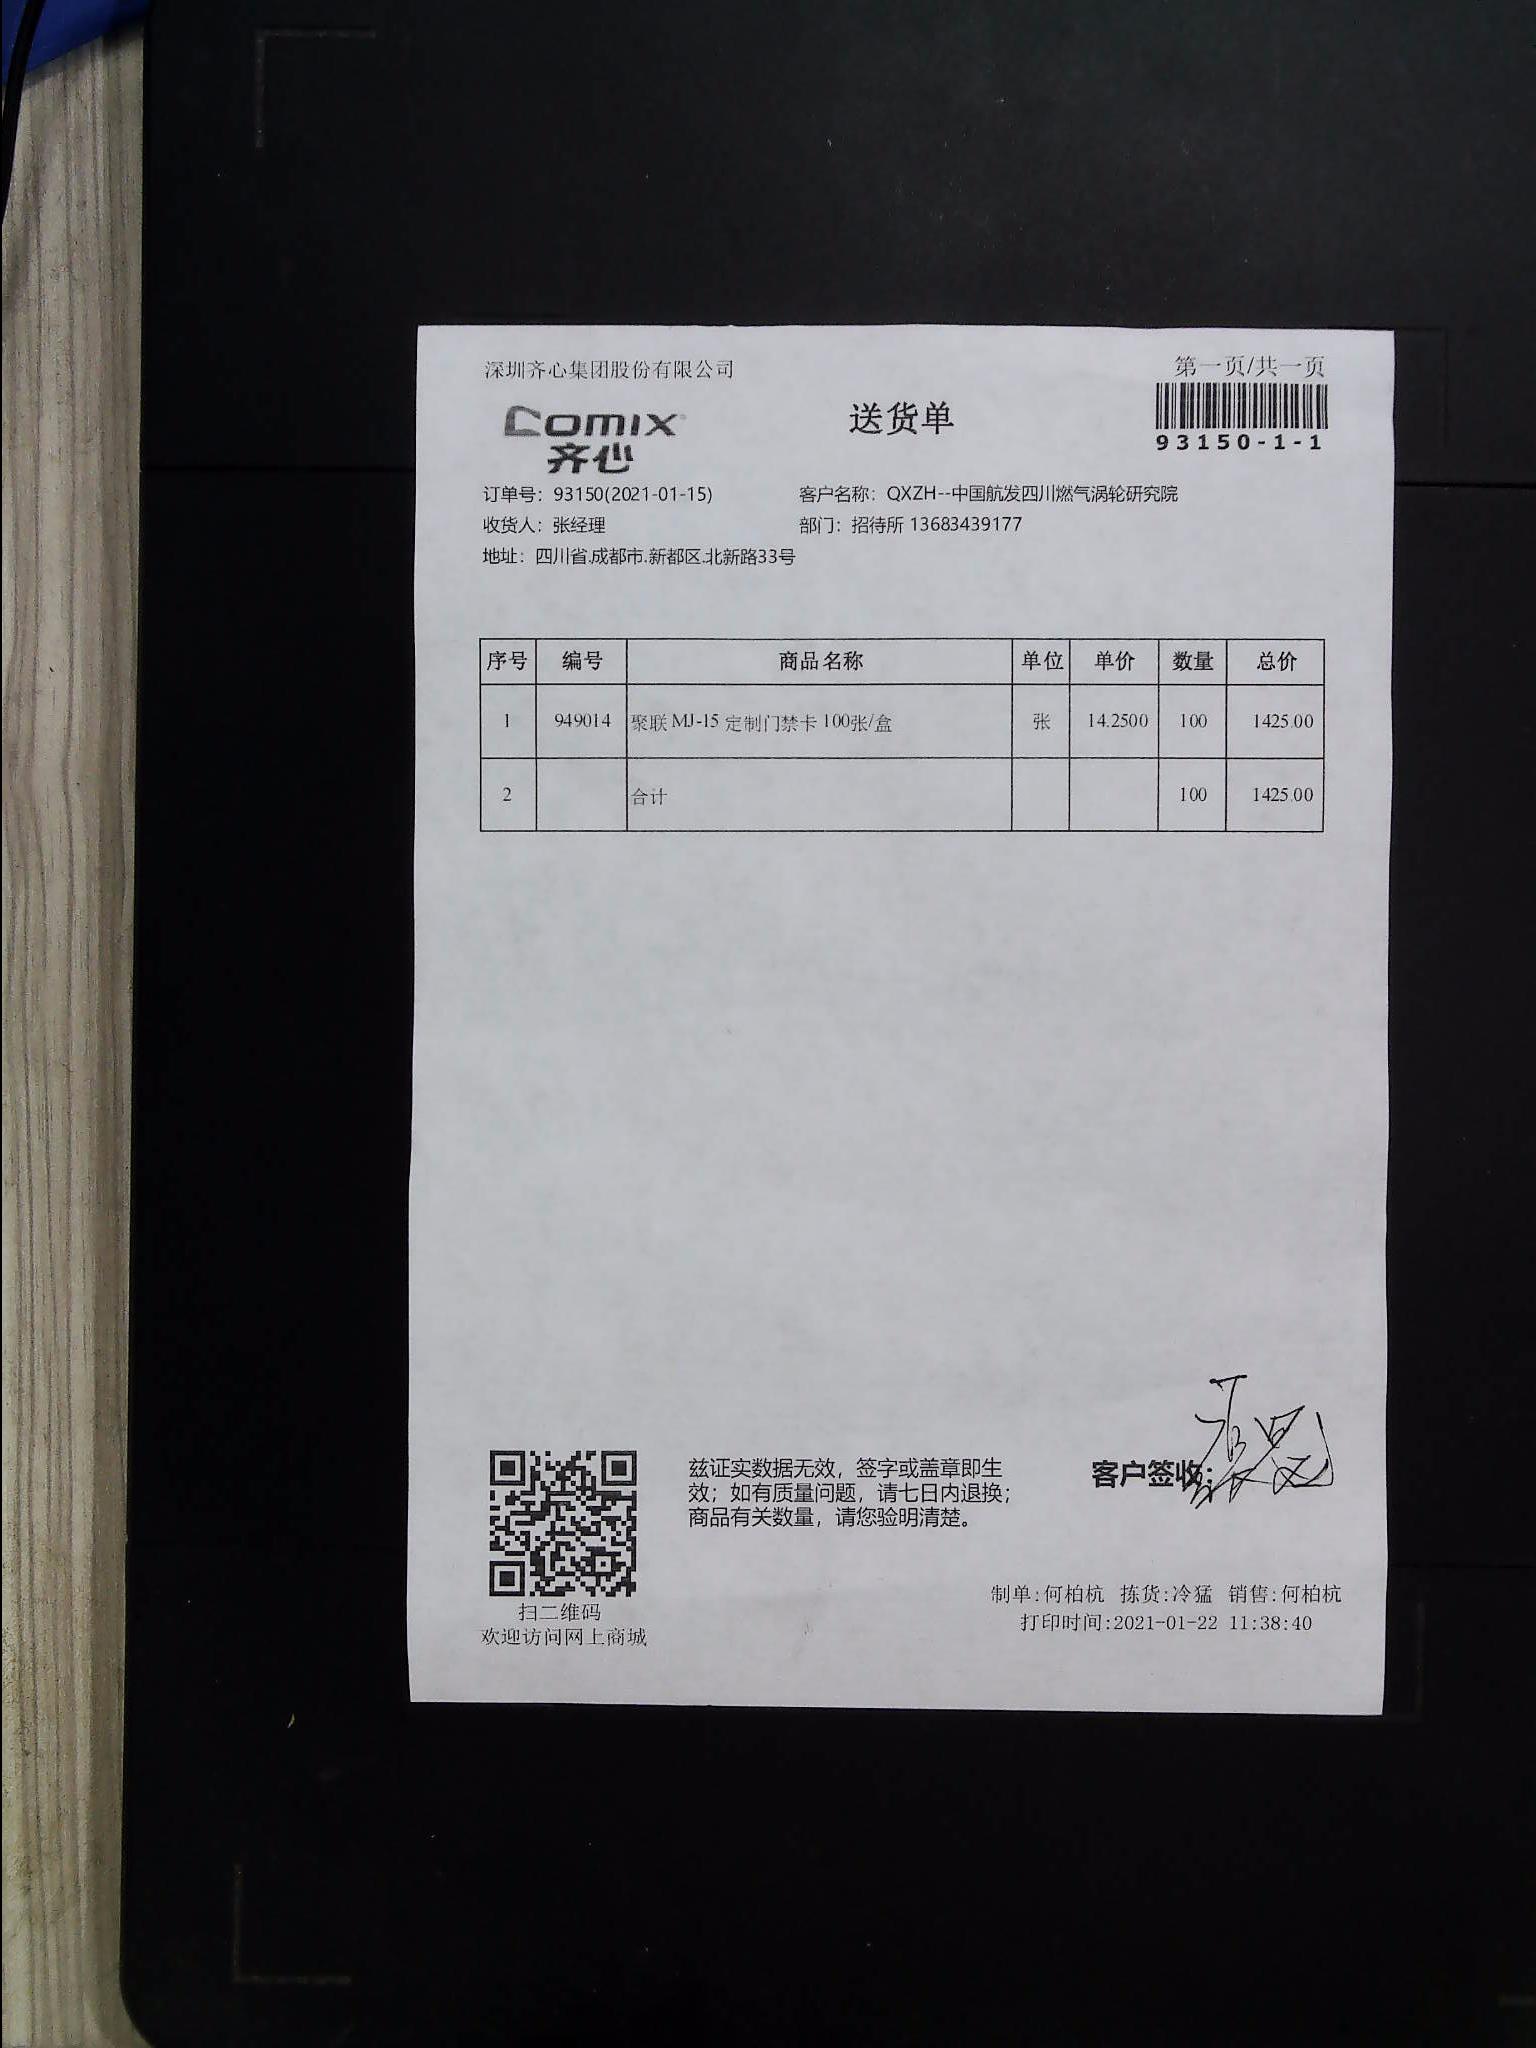 深圳齐心集团股份有限公司
第一页/共一页
Comix
齐心
送货单
93150-1-1
订单号：93150(2021-01-15)
客户名称：QXZH--中国航发四川燃气涡轮研究院
收货人：张经理
部门：招待所 13683439177
地址：四川省.成都市.新都区.北新路33号
序号 编号 商品名称 单位 单价 数量 总价
1 949014 聚联 MJ-15 定制门禁卡 100张/盒 张 14.2500 100 1425.00
2 合计 100 1425.00
兹证实数据无效，签字或盖章即生
效；如有质量问题，请七日内退换；
商品有关数量，请您验明清楚。
客户签收:
扫二维码
欢迎访问网上商城
制单:何柏杭 拣货:冷猛 销售:何柏杭
打印时间:2021-01-22 11:38:40